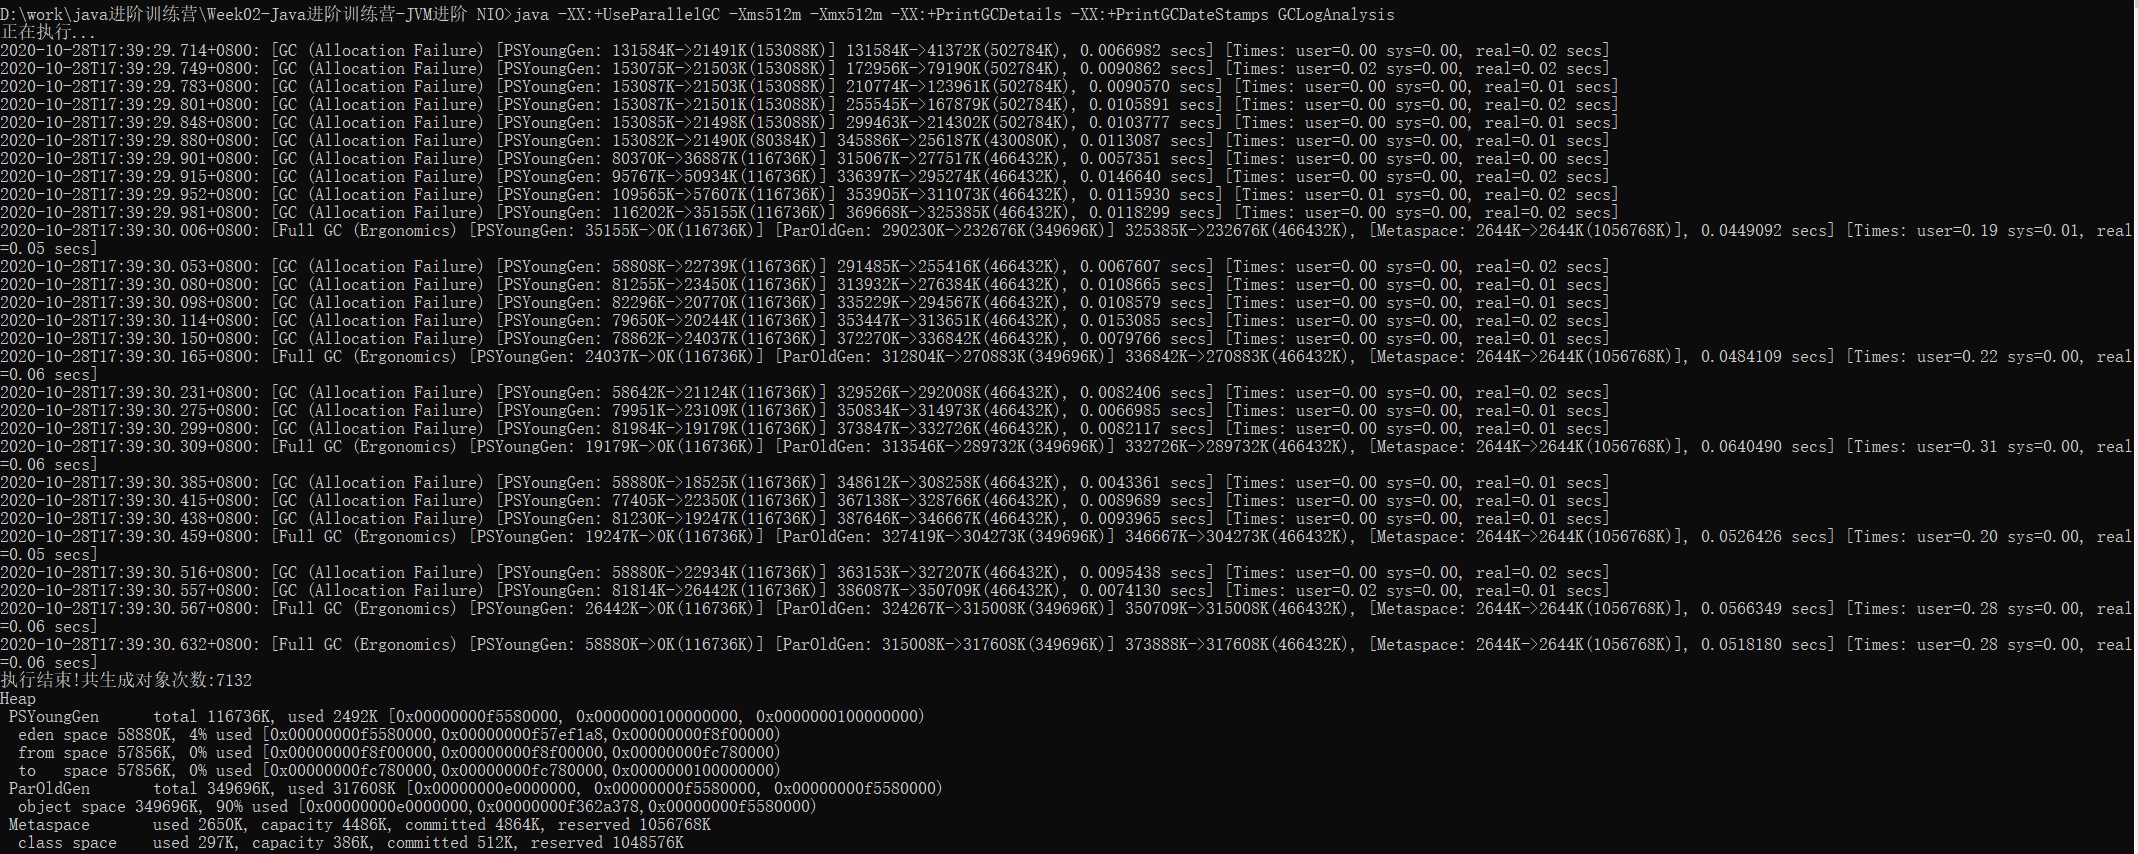 D:\work\java进阶训练营\Week02-Java进阶训练营-JVM进阶 NIO>java -XX:+UseParallelGC -Xms512m -Xmx512m -XX:+PrintGCDetails -XX:+PrintGCDateStamps GCLogAnalysis
正在执行...
2020-10-28T17:39:29.714+0800: [GC (Allocation Failure) [PSYoungGen: 131584K->21491K(153088K)] 131584K->41372K(502784K), 0.0066982 secs] [Times: user=0.00 sys=0.00, real=0.02 secs]
2020-10-28T17:39:29.749+0800: [GC (Allocation Failure) [PSYoungGen: 153075K->21503K(153088K)] 172956K->79190K(502784K), 0.0090862 secs] [Times: user=0.02 sys=0.00, real=0.02 secs]
2020-10-28T17:39:29.783+0800: [GC (Allocation Failure) [PSYoungGen: 153087K->21503K(153088K)] 210774K->123961K(502784K), 0.0090570 secs] [Times: user=0.00 sys=0.00, real=0.01 secs]
2020-10-28T17:39:29.801+0800: [GC (Allocation Failure) [PSYoungGen: 153087K->21501K(153088K)] 255545K->167879K(502784K), 0.0105891 secs] [Times: user=0.00 sys=0.00, real=0.02 secs]
2020-10-28T17:39:29.848+0800: [GC (Allocation Failure) [PSYoungGen: 153085K->21498K(153088K)] 299463K->214302K(502784K), 0.0103777 secs] [Times: user=0.00 sys=0.00, real=0.01 secs]
2020-10-28T17:39:29.880+0800: [GC (Allocation Failure) [PSYoungGen: 153082K->21490K(80384K)] 345886K->256187K(430080K), 0.0113087 secs] [Times: user=0.00 sys=0.00, real=0.01 secs]
2020-10-28T17:39:29.901+0800: [GC (Allocation Failure) [PSYoungGen: 80370K->36887K(116736K)] 315067K->277517K(466432K), 0.0057351 secs] [Times: user=0.00 sys=0.00, real=0.00 secs]
2020-10-28T17:39:29.915+0800: [GC (Allocation Failure) [PSYoungGen: 95767K->50934K(116736K)] 336397K->295274K(466432K), 0.0146640 secs] [Times: user=0.00 sys=0.00, real=0.02 secs]
2020-10-28T17:39:29.952+0800: [GC (Allocation Failure) [PSYoungGen: 109565K->57607K(116736K)] 353905K->311073K(466432K), 0.0115930 secs] [Times: user=0.01 sys=0.00, real=0.02 secs]
2020-10-28T17:39:29.981+0800: [GC (Allocation Failure) [PSYoungGen: 116202K->35155K(116736K)] 369668K->325385K(466432K), 0.0118299 secs] [Times: user=0.00 sys=0.00, real=0.02 secs]
2020-10-28T17:39:30.006+0800: [Full GC (Ergonomics) [PSYoungGen: 35155K->0K(116736K)] [ParOldGen: 290230K->232676K(349696K)] 325385K->232676K(466432K), [Metaspace: 2644K->2644K(1056768K)], 0.0449092 secs] [Times: user=0.19 sys=0.01, real
=0.05 secs]
2020-10-28T17:39:30.053+0800: [GC (Allocation Failure) [PSYoungGen: 58808K->22739K(116736K)] 291485K->255416K(466432K), 0.0067607 secs] [Times: user=0.00 sys=0.00, real=0.02 secs]
2020-10-28T17:39:30.080+0800: [GC (Allocation Failure) [PSYoungGen: 81255K->23450K(116736K)] 313932K->276384K(466432K), 0.0108665 secs] [Times: user=0.00 sys=0.00, real=0.01 secs]
2020-10-28T17:39:30.098+0800: [GC (Allocation Failure) [PSYoungGen: 82296K->20770K(116736K)] 335229K->294567K(466432K), 0.0108579 secs] [Times: user=0.00 sys=0.00, real=0.01 secs]
2020-10-28T17:39:30.114+0800: [GC (Allocation Failure) [PSYoungGen: 79650K->20244K(116736K)] 353447K->313651K(466432K), 0.0153085 secs] [Times: user=0.00 sys=0.00, real=0.02 secs]
2020-10-28T17:39:30.150+0800: [GC (Allocation Failure) [PSYoungGen: 78862K->24037K(116736K)] 372270K->336842K(466432K), 0.0079766 secs] [Times: user=0.00 sys=0.00, real=0.01 secs]
2020-10-28T17:39:30.165+0800: [Full GC (Ergonomics) [PSYoungGen: 24037K->0K(116736K)] [ParOldGen: 312804K->270883K(349696K)] 336842K->270883K(466432K), [Metaspace: 2644K->2644K(1056768K)], 0.0484109 secs] [Times: user=0.22 sys=0.00, real
=0.06 secs]
2020-10-28T17:39:30.231+0800: [GC (Allocation Failure) [PSYoungGen: 58642K->21124K(116736K)] 329526K->292008K(466432K), 0.0082406 secs] [Times: user=0.00 sys=0.00, real=0.02 secs]
2020-10-28T17:39:30.275+0800: [GC (Allocation Failure) [PSYoungGen: 79951K->23109K(116736K)] 350834K->314973K(466432K), 0.0066985 secs] [Times: user=0.00 sys=0.00, real=0.01 secs]
2020-10-28T17:39:30.299+0800: [GC (Allocation Failure) [PSYoungGen: 81984K->19179K(116736K)] 373847K->332726K(466432K), 0.0082117 secs] [Times: user=0.00 sys=0.00, real=0.01 secs]
2020-10-28T17:39:30.309+0800: [Full GC (Ergonomics) [PSYoungGen: 19179K->0K(116736K)] [ParOldGen: 313546K->289732K(349696K)] 332726K->289732K(466432K), [Metaspace: 2644K->2644K(1056768K)], 0.0640490 secs] [Times: user=0.31 sys=0.00, real
=0.06 secs]
2020-10-28T17:39:30.385+0800: [GC (Allocation Failure) [PSYoungGen: 58880K->18525K(116736K)] 348612K->308258K(466432K), 0.0043361 secs] [Times: user=0.00 sys=0.00, real=0.01 secs]
2020-10-28T17:39:30.415+0800: [GC (Allocation Failure) [PSYoungGen: 77405K->22350K(116736K)] 367138K->328766K(466432K), 0.0089689 secs] [Times: user=0.00 sys=0.00, real=0.01 secs]
2020-10-28T17:39:30.438+0800: [GC (Allocation Failure) [PSYoungGen: 81230K->19247K(116736K)] 387646K->346667K(466432K), 0.0093965 secs] [Times: user=0.00 sys=0.00, real=0.01 secs]
2020-10-28T17:39:30.459+0800: [Full GC (Ergonomics) [PSYoungGen: 19247K->0K(116736K)] [ParOldGen: 327419K->304273K(349696K)] 346667K->304273K(466432K), [Metaspace: 2644K->2644K(1056768K)], 0.0526426 secs] [Times: user=0.20 sys=0.00, real
=0.05 secs]
2020-10-28T17:39:30.516+0800: [GC (Allocation Failure) [PSYoungGen: 58880K->22934K(116736K)] 363153K->327207K(466432K), 0.0095438 secs] [Times: user=0.00 sys=0.00, real=0.02 secs]
2020-10-28T17:39:30.557+0800: [GC (Allocation Failure) [PSYoungGen: 81814K->26442K(116736K)] 386087K->350709K(466432K), 0.0074130 secs] [Times: user=0.02 sys=0.00, real=0.01 secs]
2020-10-28T17:39:30.567+0800: [Full GC (Ergonomics) [PSYoungGen: 26442K->0K(116736K)] [ParOldGen: 324267K->315008K(349696K)] 350709K->315008K(466432K), [Metaspace: 2644K->2644K(1056768K)], 0.0566349 secs] [Times: user=0.28 sys=0.00, real
=0.06 secs]
2020-10-28T17:39:30.632+0800: [Full GC (Ergonomics) [PSYoungGen: 58880K->0K(116736K)] [ParOldGen: 315008K->317608K(349696K)] 373888K->317608K(466432K), [Metaspace: 2644K->2644K(1056768K)], 0.0518180 secs] [Times: user=0.28 sys=0.00, real
=0.06 secs]
执行结束!共生成对象次数:7132
Heap
 PSYoungGen      total 116736K, used 2492K [0x00000000f5580000, 0x0000000100000000, 0x0000000100000000)
  eden space 58880K, 4% used [0x00000000f5580000,0x00000000f57ef1a8,0x00000000f8f00000)
  from space 57856K, 0% used [0x00000000f8f00000,0x00000000f8f00000,0x00000000fc780000)
  to   space 57856K, 0% used [0x00000000fc780000,0x00000000fc780000,0x0000000100000000)
 ParOldGen       total 349696K, used 317608K [0x00000000e0000000, 0x00000000f5580000, 0x00000000f5580000)
  object space 349696K, 90% used [0x00000000e0000000,0x00000000f362a378,0x00000000f5580000)
 Metaspace       used 2650K, capacity 4486K, committed 4864K, reserved 1056768K
  class space    used 297K, capacity 386K, committed 512K, reserved 1048576K